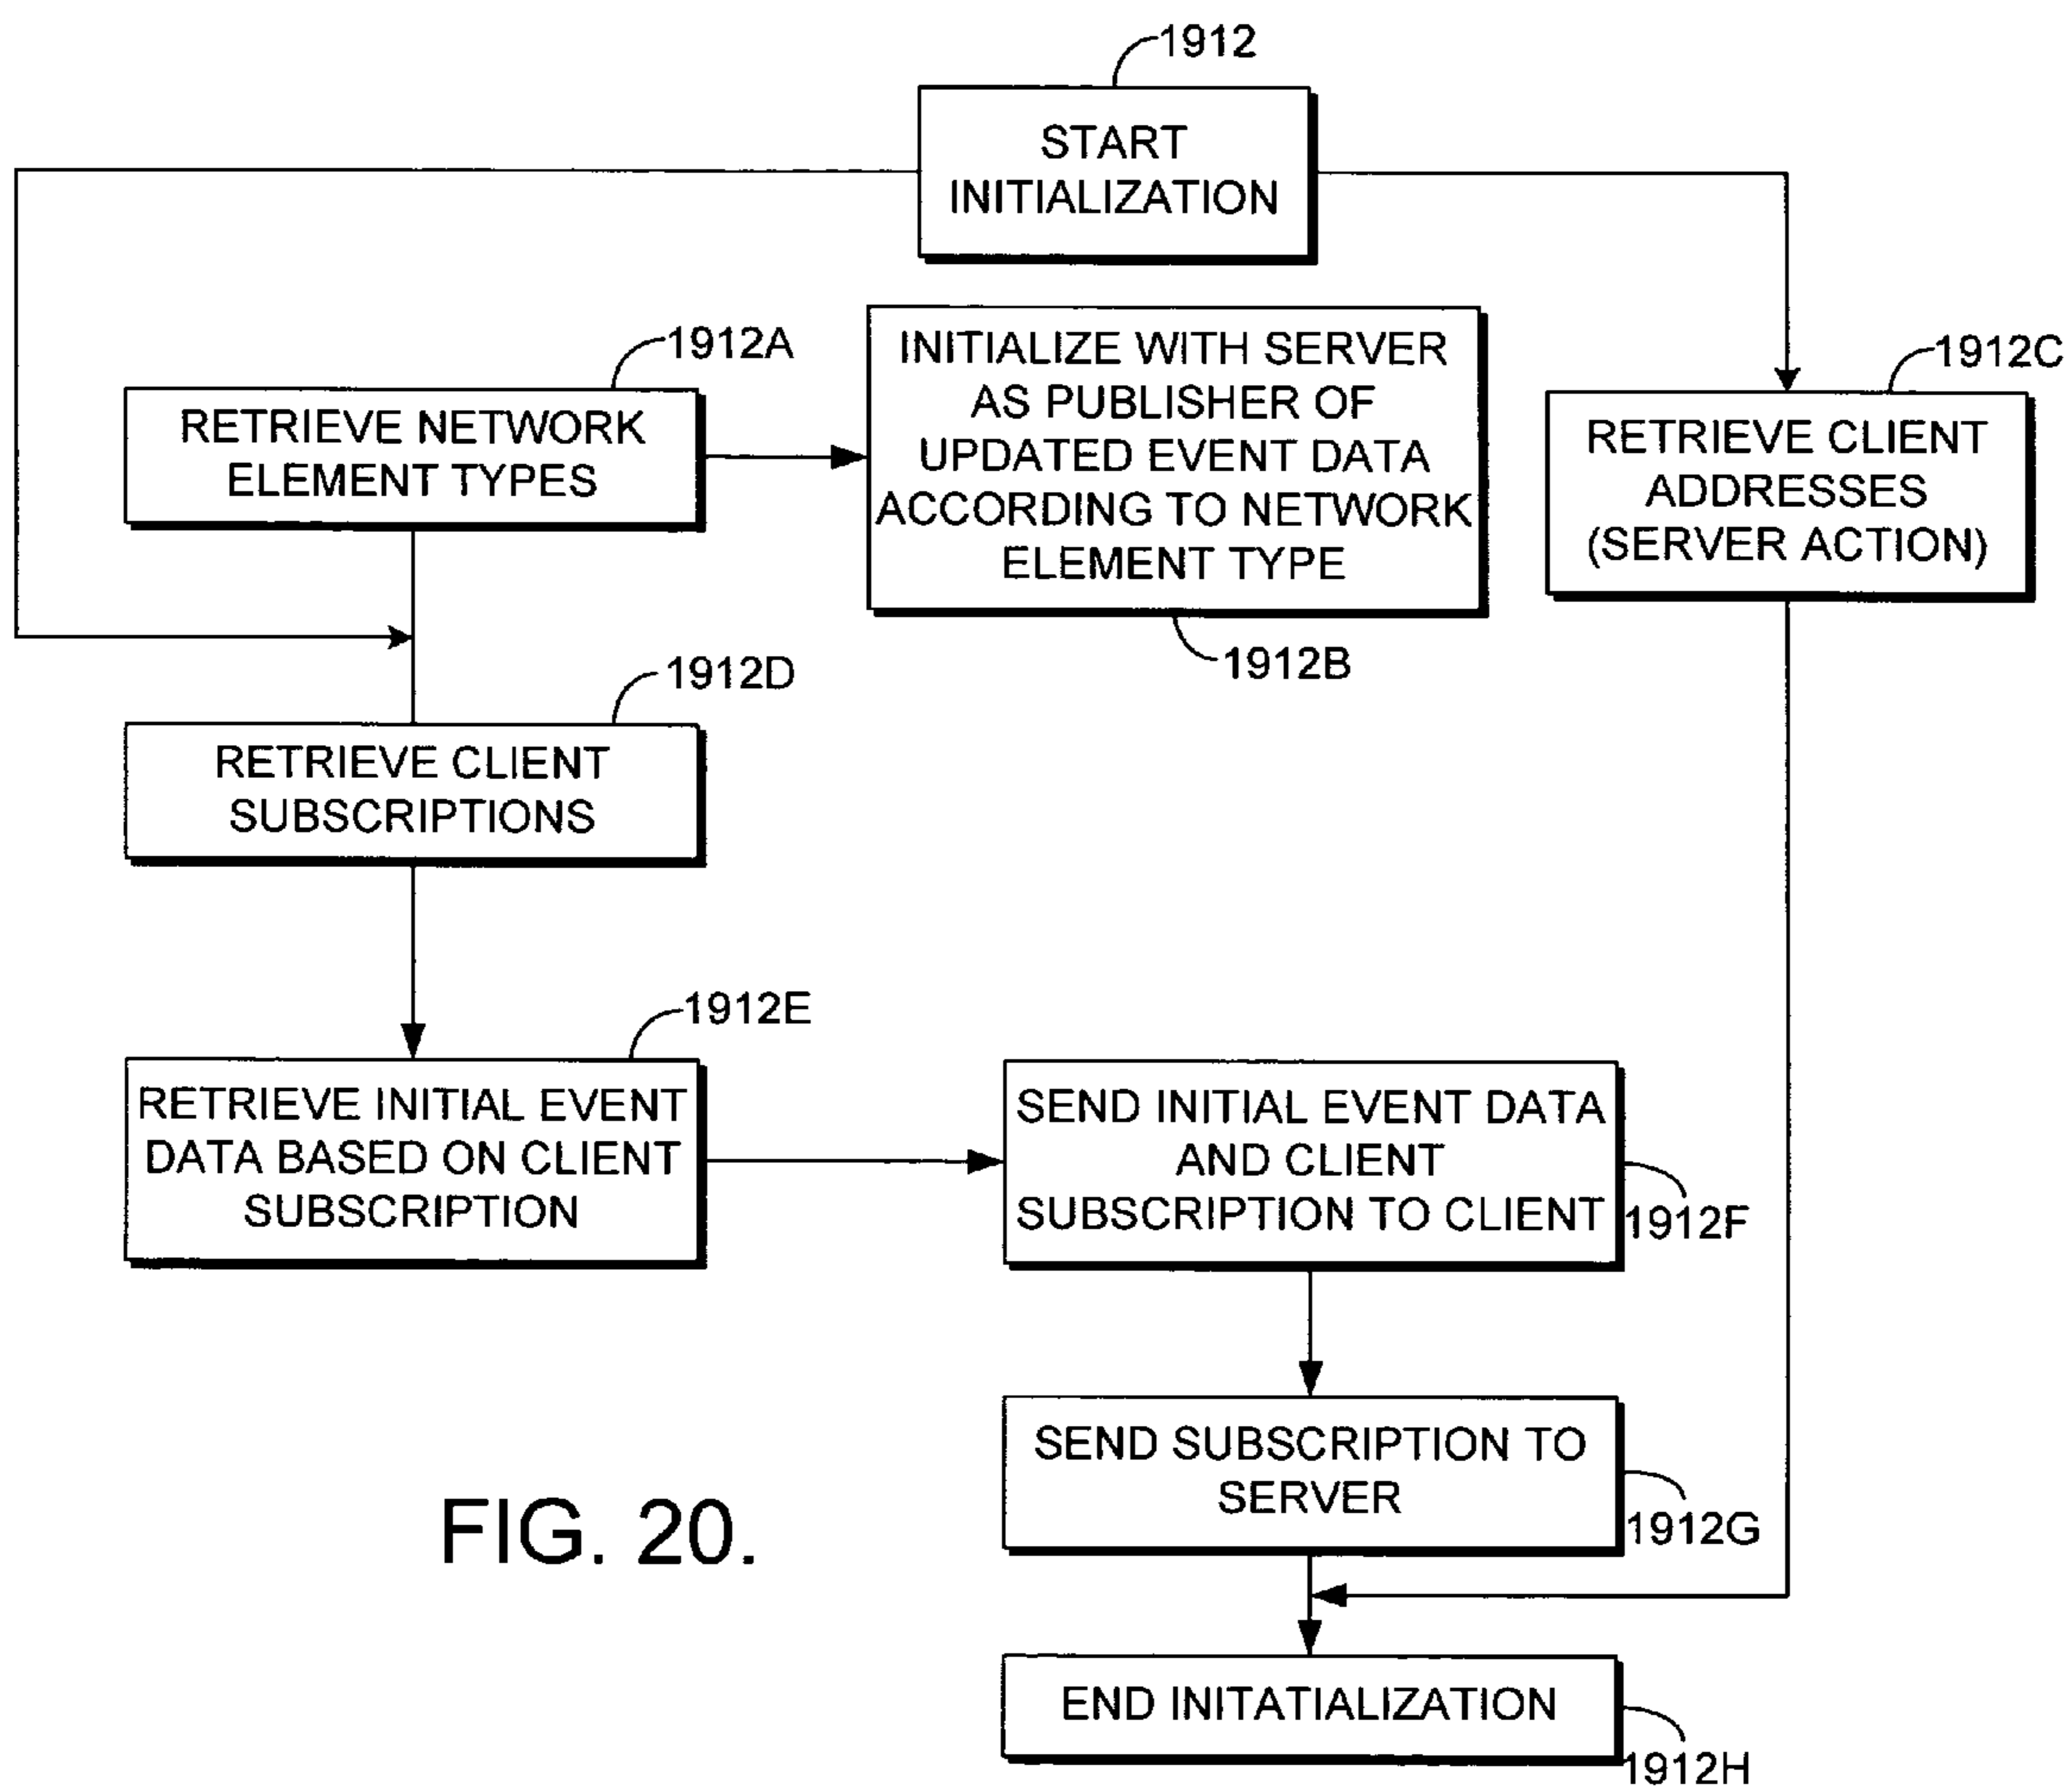 1912
START
INITIALIZATION
1912A
RETRIEVE NETWORK
ELEMENT TYPES
INITIALIZE WITH SERVER
AS PUBLISHER OF
UPDATED EVENT DATA
ACCORDING TO NETWORK
ELEMENT TYPE
1912B
1912C
RETRIEVE CLIENT
ADDRESSES
(SERVER ACTION)
1912D
RETRIEVE CLIENT
SUBSCRIPTIONS
1912E
RETRIEVE INITIAL EVENT
DATA BASED ON CLIENT
SUBSCRIPTION
SEND INITIAL EVENT DATA
AND CLIENT
SUBSCRIPTION TO CLIENT
1912F
SEND SUBSCRIPTION TO
SERVER
1912G
END INITATIALIZATION
1912H
FIG. 20.